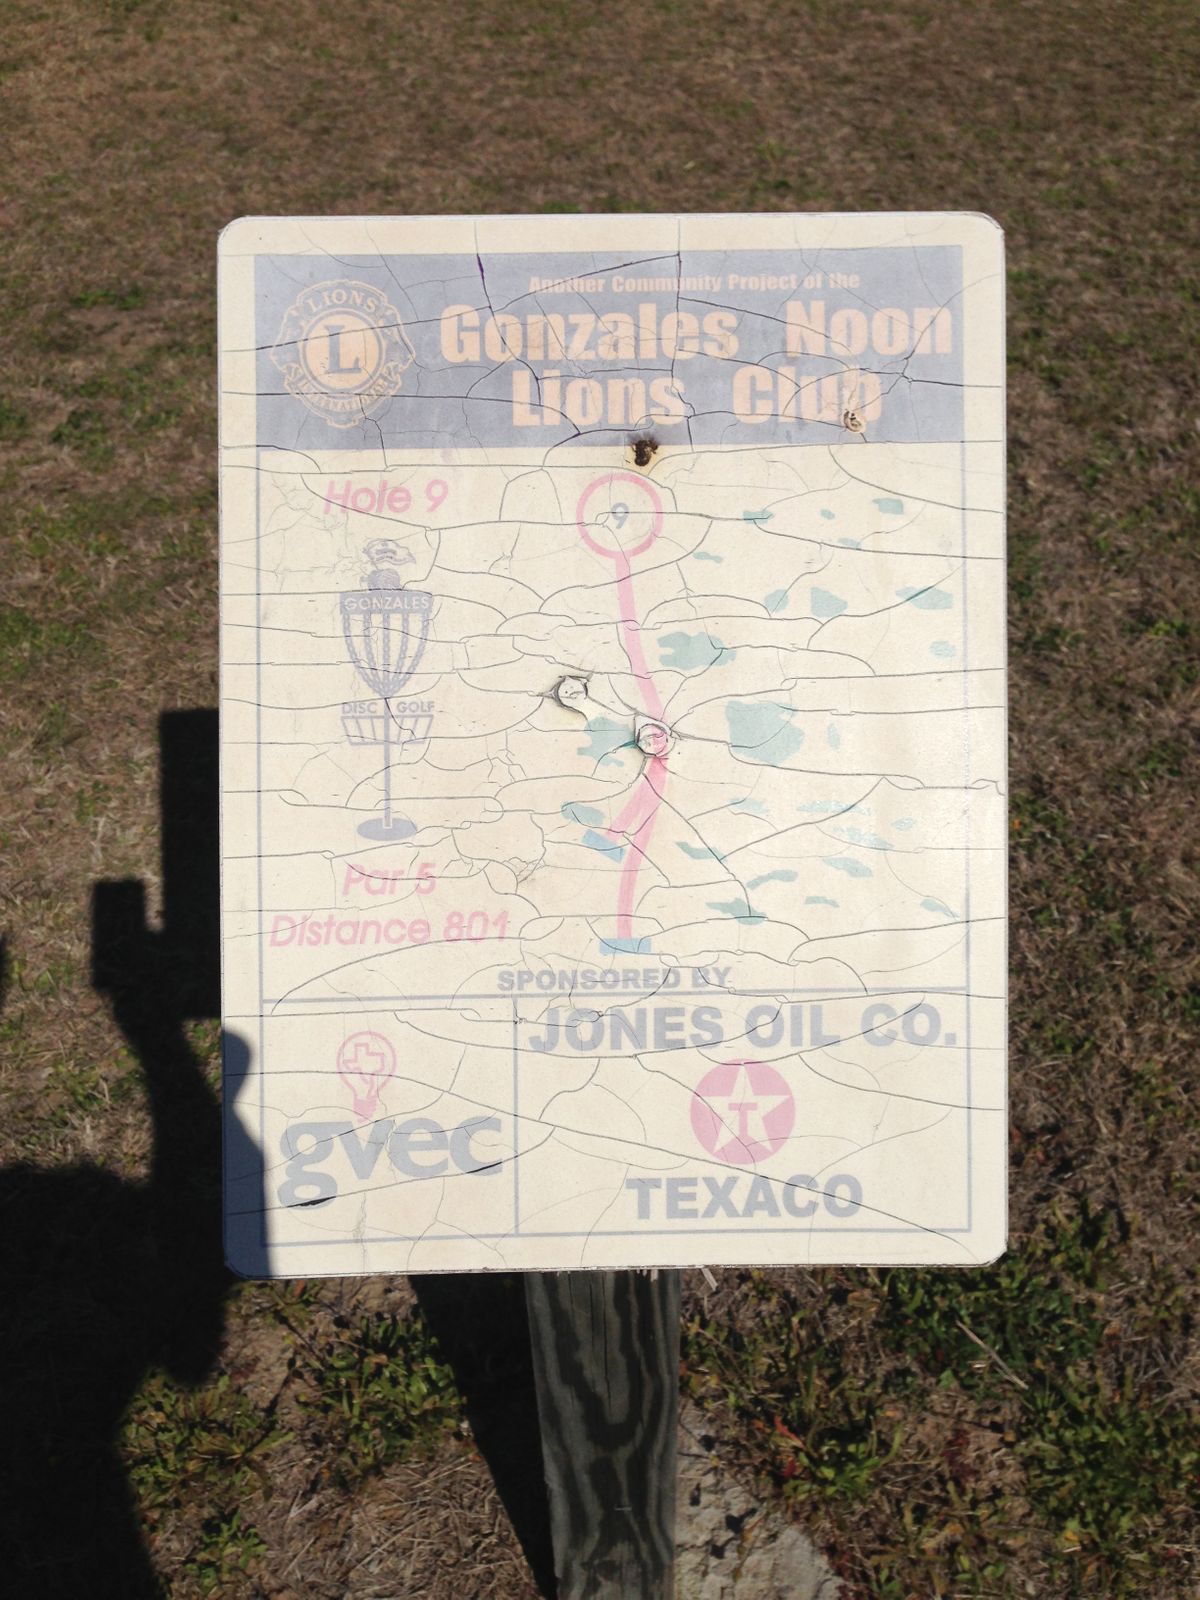 Another Community Project of the
Gonzales Noon
Lions Club
LIONS
L
INTERNATIONAL
Hole 9
9
GONZALES
DISC GOLF
Par 5
Distance 801
SPONSORED BY
JONES OIL CO.
T
TEXACO
gvec